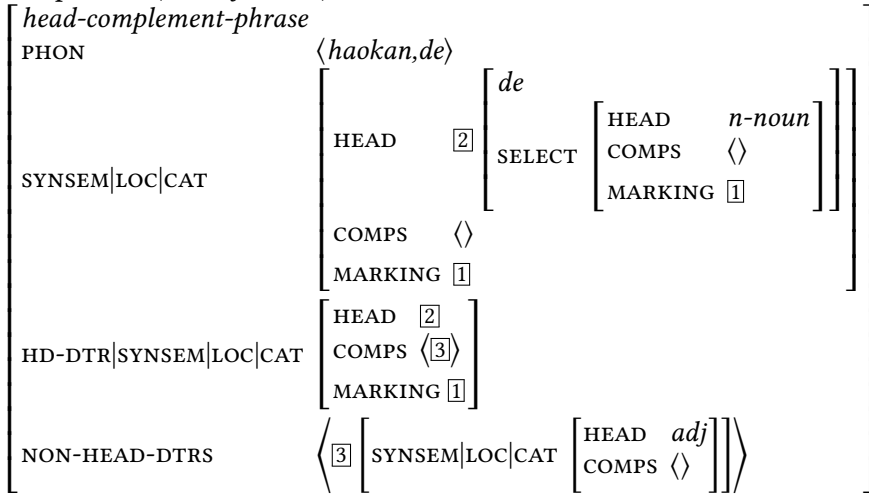 head-complement-phrase
PHON ⟨haokan,de⟩
de
HEAD n-noun
HEAD 2
SELECT COMPS ⟨⟩
SYNSEM|LOC|CAT
MARKING 1
COMPS ⟨⟩
MARKING 1
HEAD 2
HD-DTR|SYNSEM|LOC|CAT COMPS ⟨3⟩
MARKING 1
HEAD adj
NON-HEAD-DTRS ⟨3 [SYNSEM|LOC|CAT
COMPS ⟨⟩]⟩